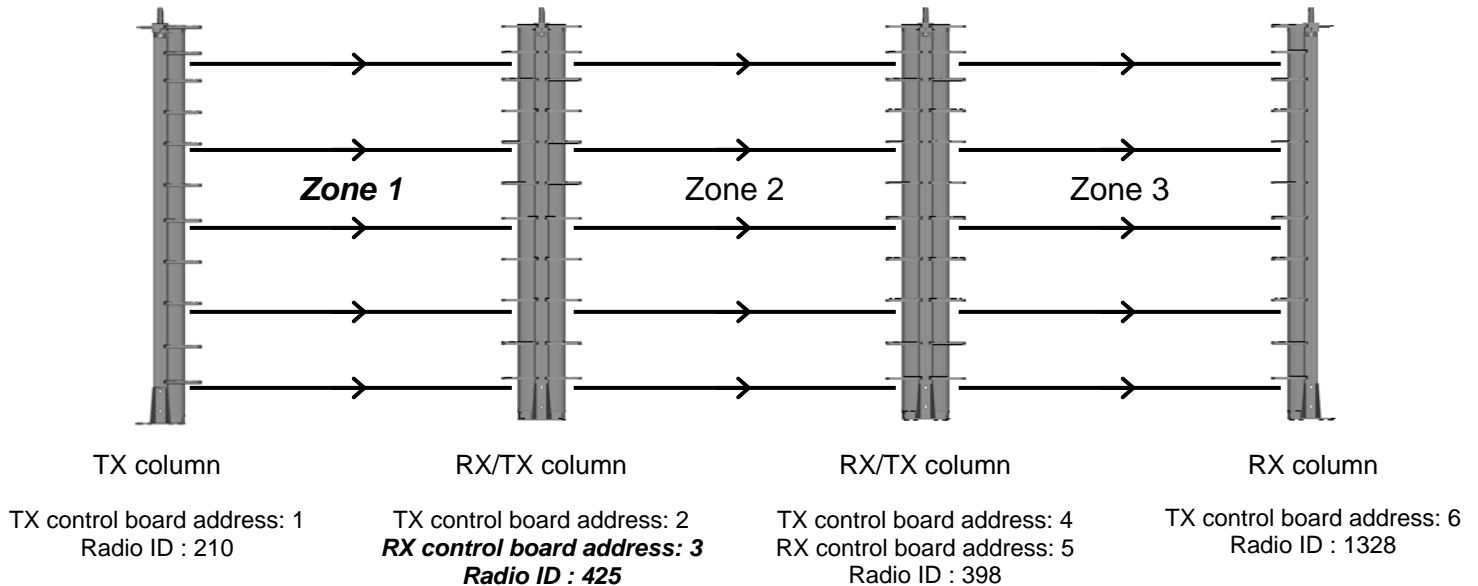 Zone 1
Zone 2
Zone 3
TX column
RX/TX column
RX/TX column
RX column
TX control board address: 1
Radio ID : 210
TX control board address: 2
RX control board address: 3
Radio ID : 425
TX control board address: 4
RX control board address: 5
Radio ID : 398
TX control board address: 6
Radio ID : 1328